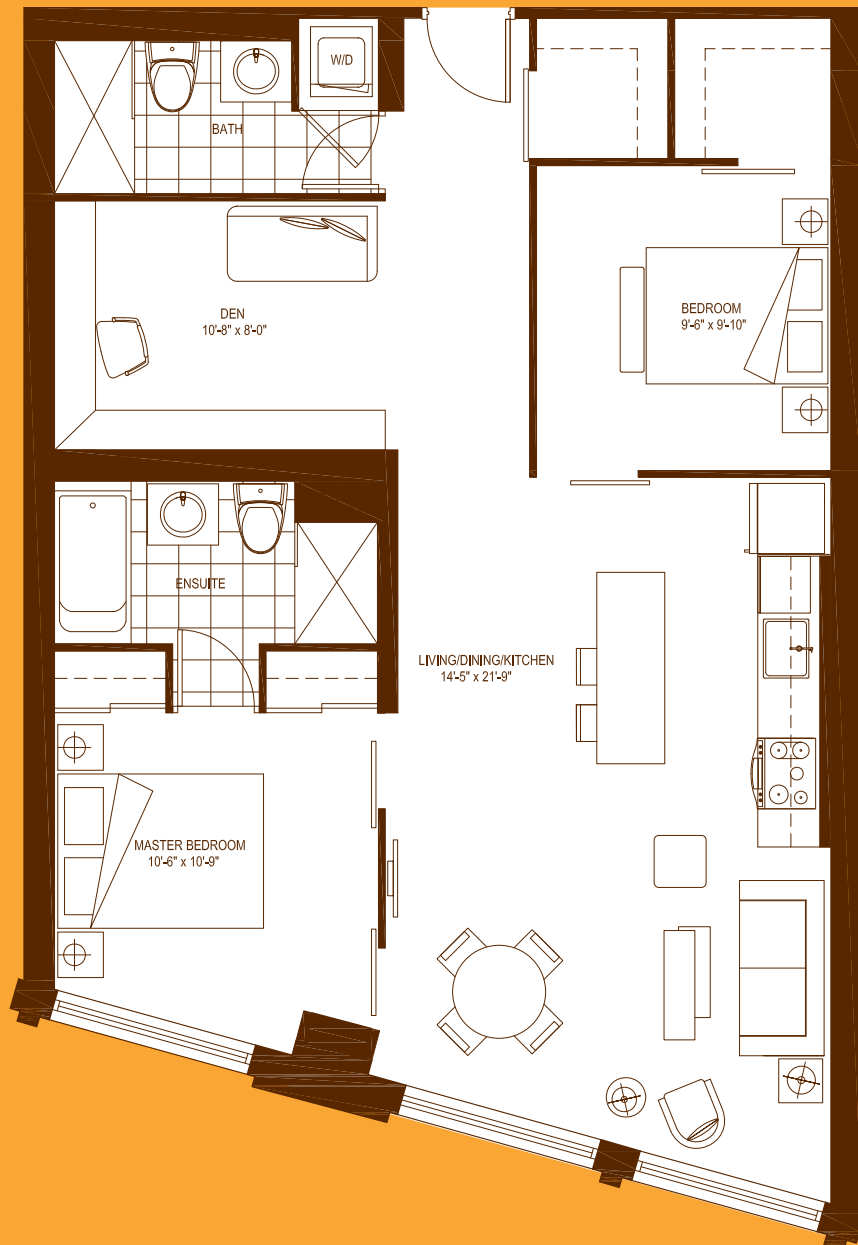 W/D
BATH
DEN
10'-8" x 8'-0"
BEDROOM
9'-6" x 9'-10"
ENSUITE
LIVING/DINING/KITCHEN
14'-5" x 21'-9"
MASTER BEDROOM
10'-6" x 10'-9"